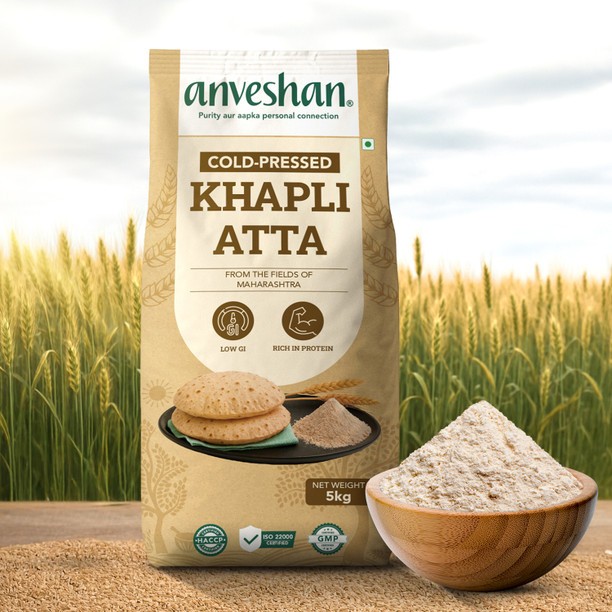 anveshan®
Purity aur aapka personal connection
COLD-PRESSED
KHAPLI
ATTA
FROM THE FIELDS OF
MAHARASHTRA
GI
LOW GI
RICH IN PROTEIN
NET WEIGHT
5kg
HACCP
ISO 22000
CERTIFIED
GMP